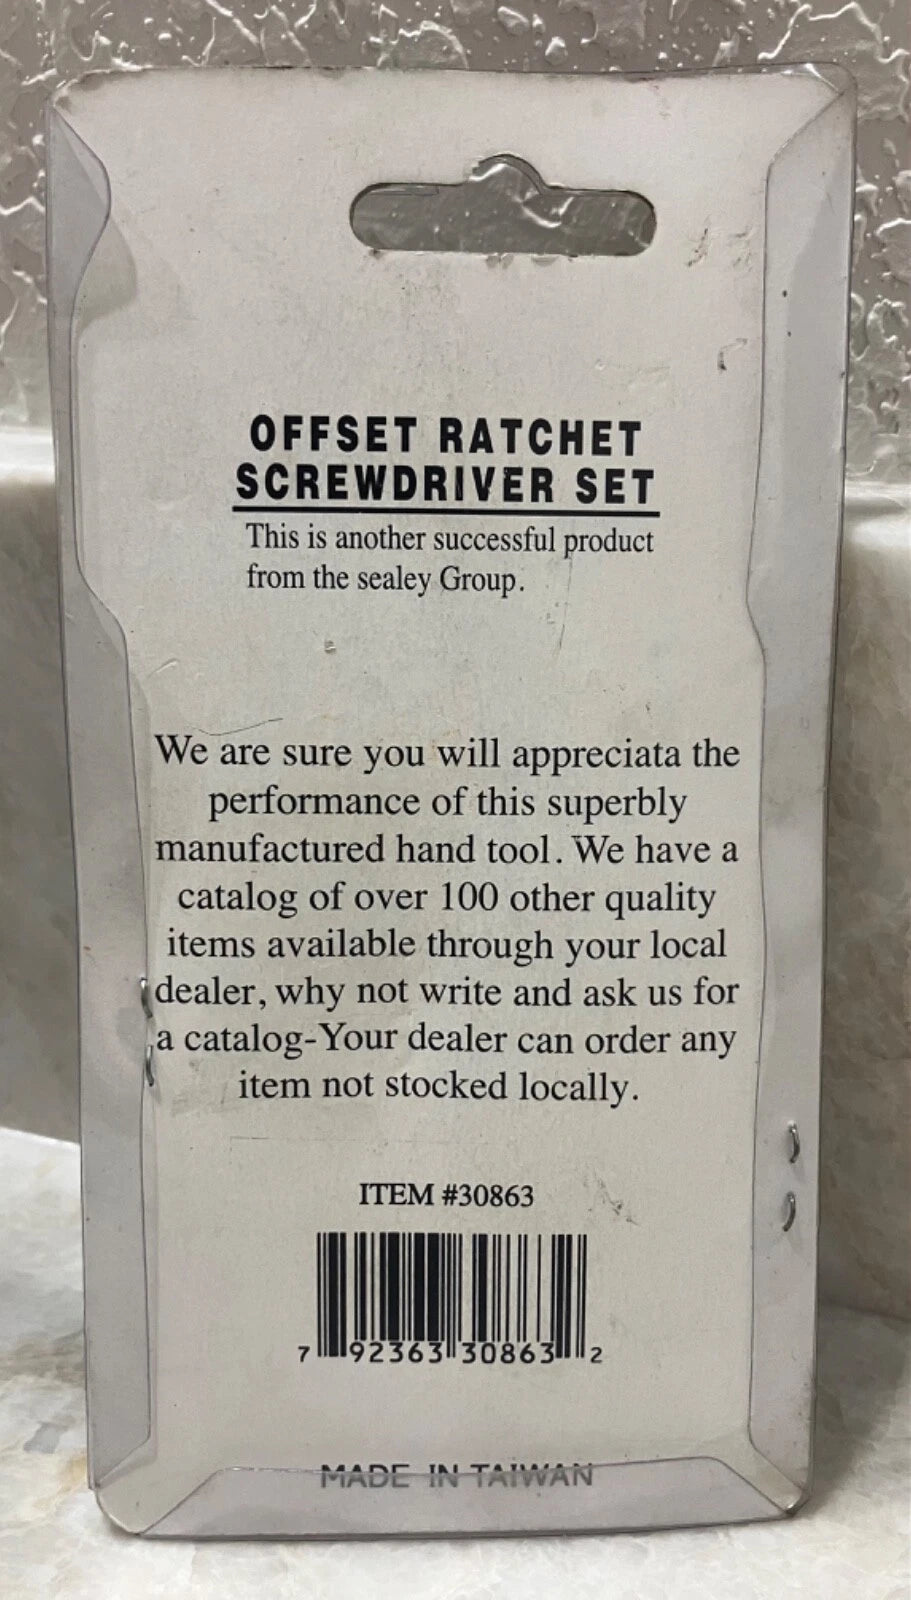 OFFSET RATCHET
SCREWDRIVER SET
This is another successful product
from the sealey Group.
We are sure you will appreciata the
performance of this superbly
manufactured hand tool. We have a
catalog of over 100 other quality
items available through your local
dealer, why not write and ask us for
a catalog-Your dealer can order any
item not stocked locally.
ITEM #30863
7 92363 30863 2
MADE IN TAIWAN